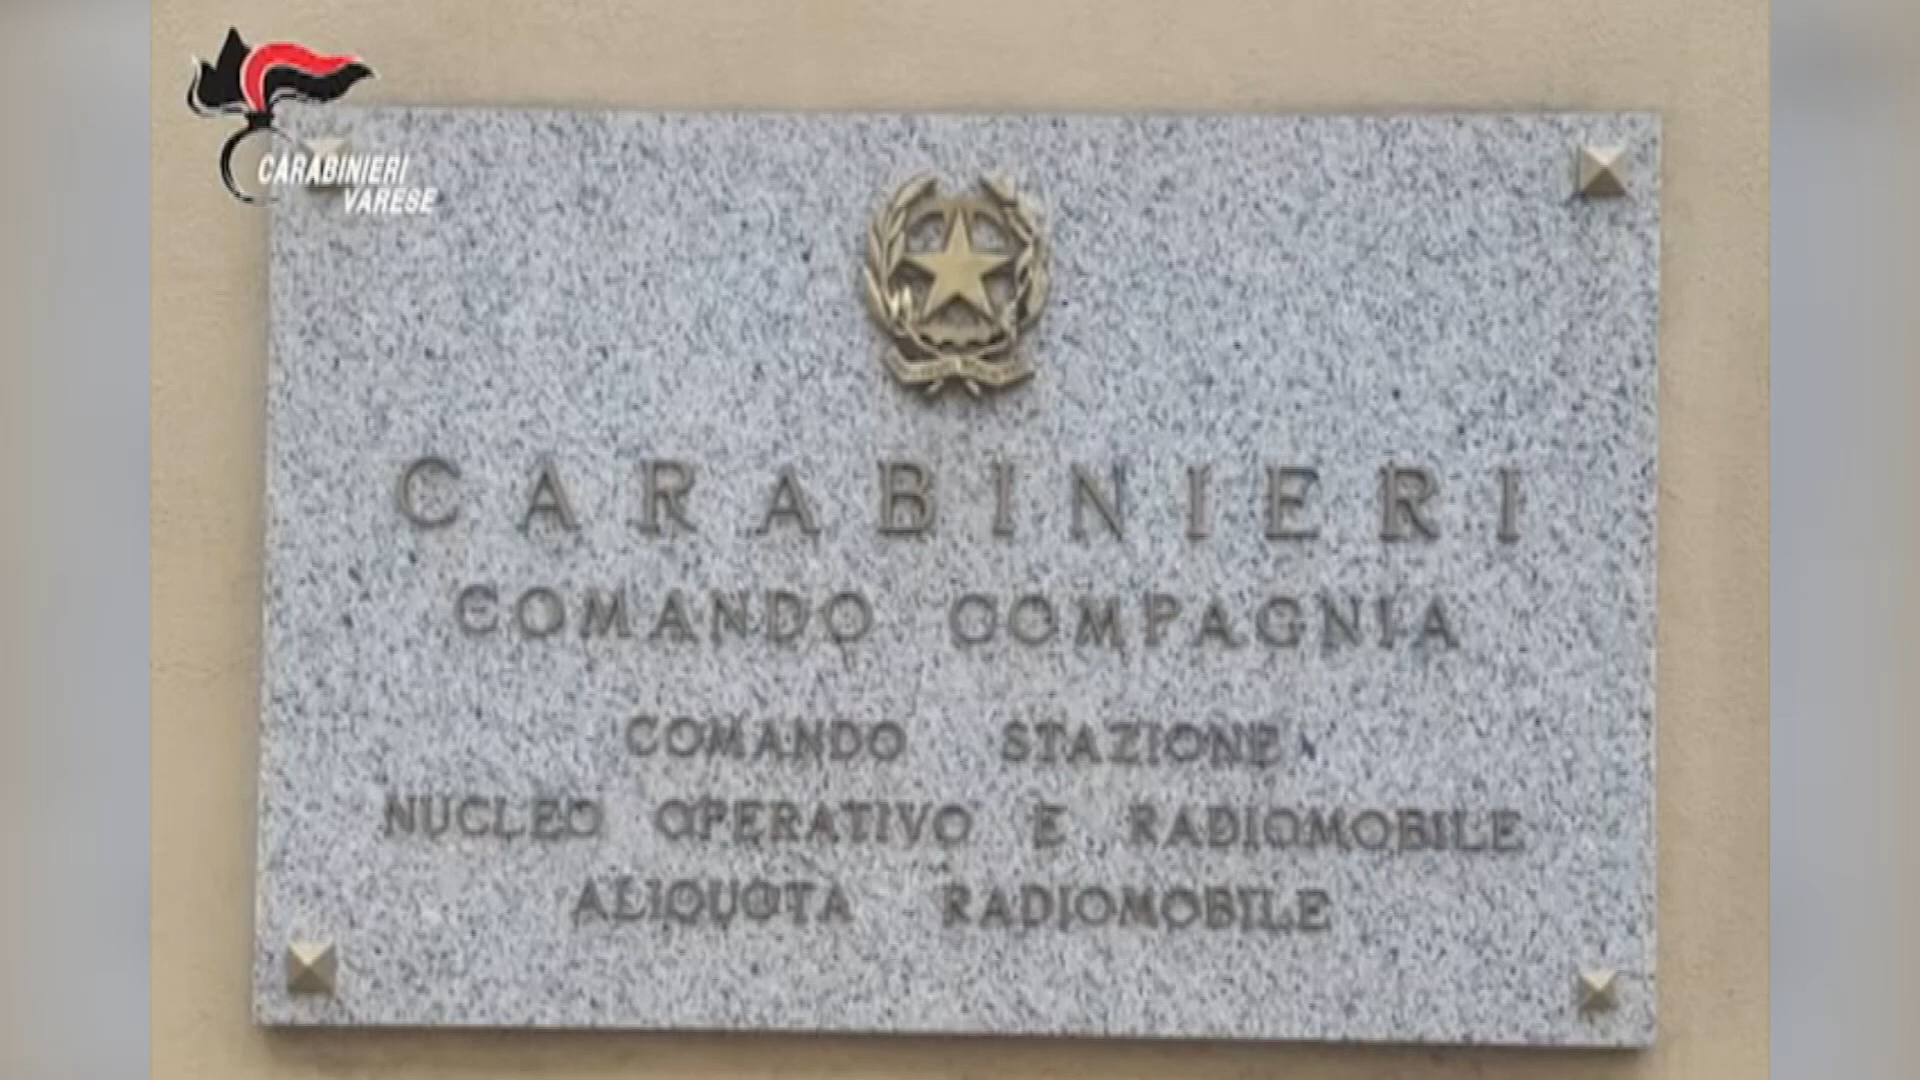 CARABINIERI
VARESE
CARABINIERI
COMANDO COMPAGNIA
COMANDO STAZIONE
NUCLEO OPERATIVO E RADIOMOBILE
ALIQUOTA RADIOMOBILE